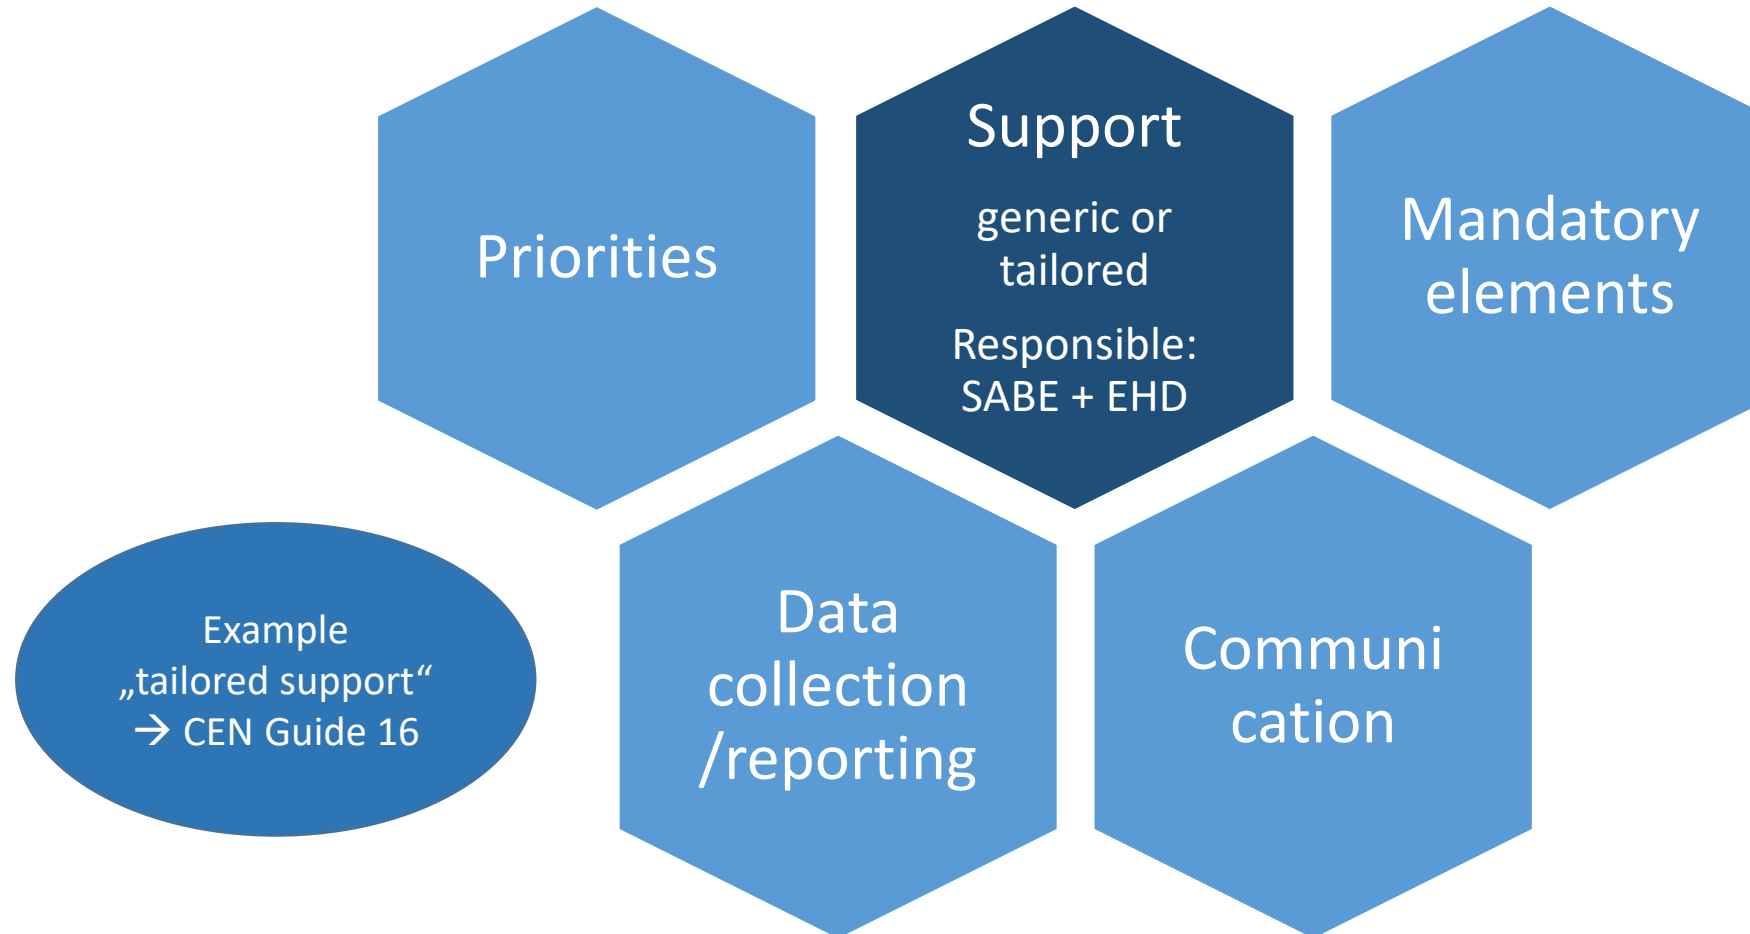 Priorities
Support
generic or
tailored
Responsible:
SABE + EHD
Mandatory
elements
Example
„tailored support“
→ CEN Guide 16
Data
collection
/reporting
Communi
cation